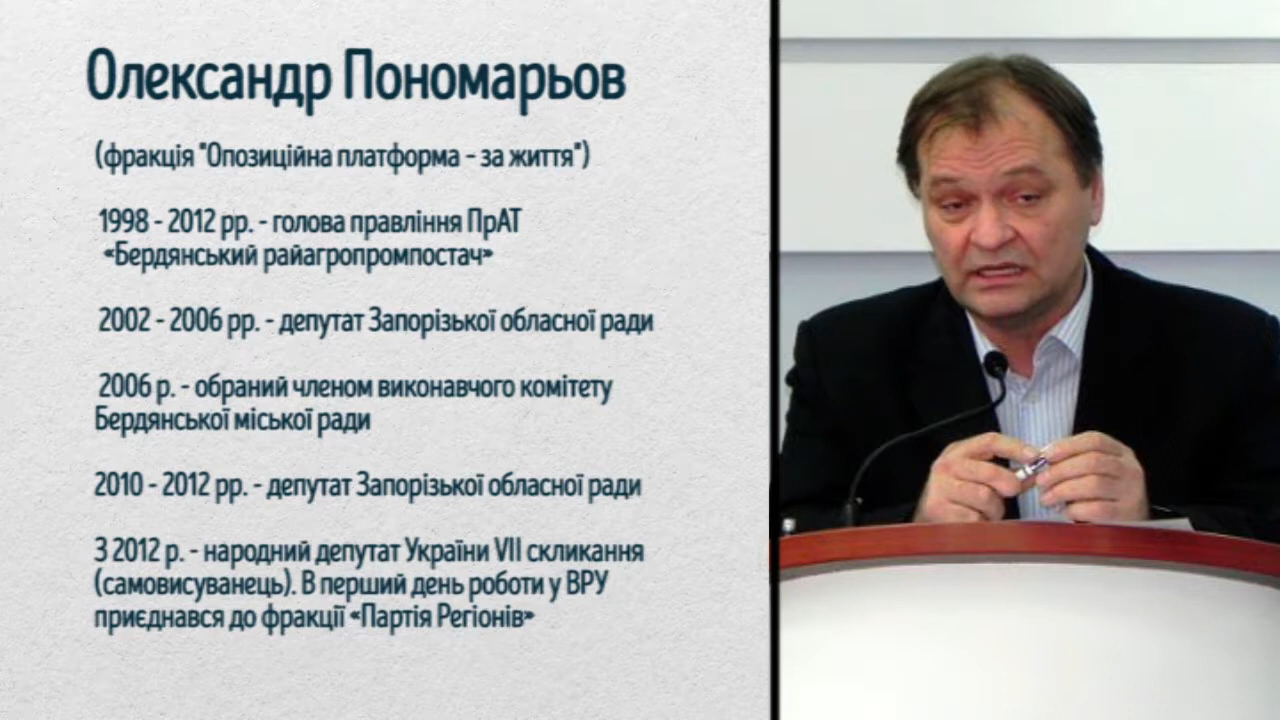 Олександр Пономарьов
(фракція "Опозиційна платформа - за життя")
1998 - 2012 рр. - голова правління ПрАТ
«Бердянський райагропромпостач»
2002 - 2006 рр. - депутат Запорізької обласної ради
2006 р. - обраний членом виконавчого комітету
Бердянської міської ради
2010 - 2012 рр. - депутат Запорізької обласної ради
З 2012 р. - народний депутат України VII скликання
(самовисуванець). В перший день роботи у ВРУ
приєднався до фракції «Партія Регіонів»